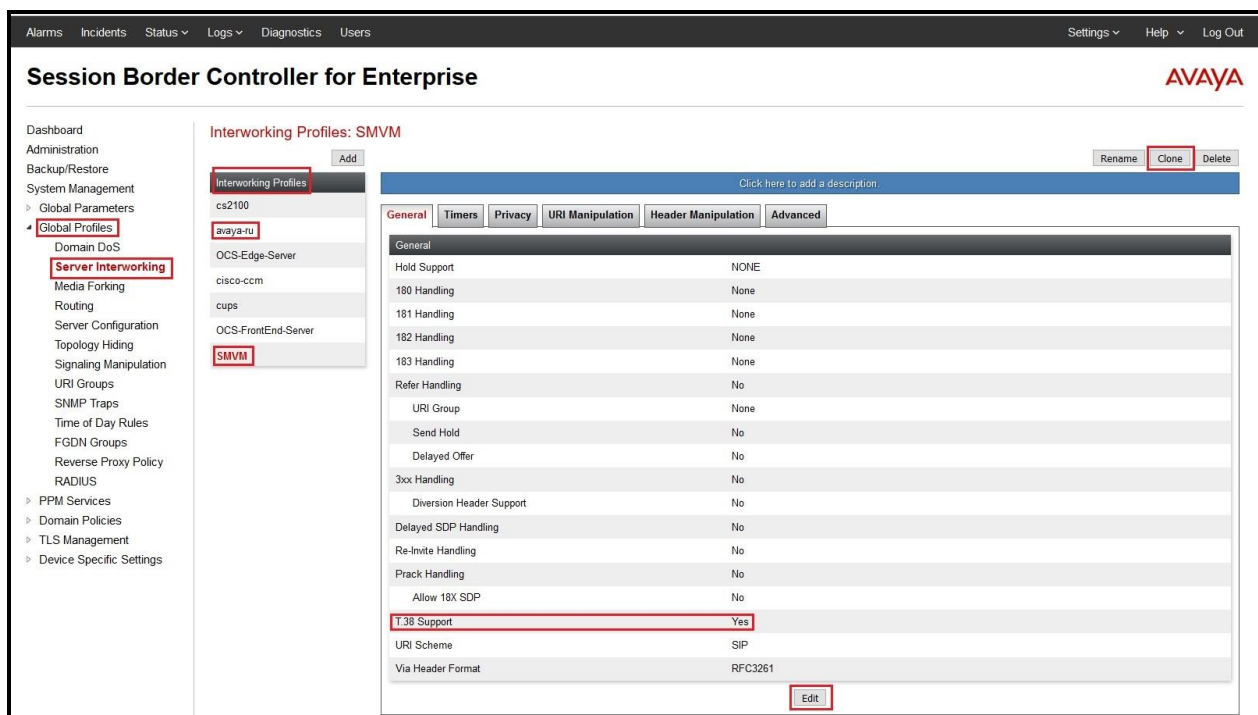 Alarms Incidents Status Logs Diagnostics Users Settings Help Log Out
Session Border Controller for Enterprise
AVAYA
Dashboard
Administration
Backup/Restore
System Management
Global Parameters
Global Profiles
Domain DoS
Server Interworking
Media Forking
Routing
Server Configuration
Topology Hiding
Signaling Manipulation
URI Groups
SNMP Traps
Time of Day Rules
FGDN Groups
Reverse Proxy Policy
RADIUS
PPM Services
Domain Policies
TLS Management
Device Specific Settings
Interworking Profiles: SMVM
Add
Rename Clone Delete
Interworking Profiles
cs2100
avaya-ru
OCS-Edge-Server
cisco-ccm
cups
OCS-FrontEnd-Server
SMVM
Click here to add a description.
General Timers Privacy URI Manipulation Header Manipulation Advanced
General
Hold Support NONE
180 Handling None
181 Handling None
182 Handling None
183 Handling None
Refer Handling No
URI Group None
Send Hold No
Delayed Offer No
3xx Handling No
Diversion Header Support No
Delayed SDP Handling No
Re-Invite Handling No
Prack Handling No
Allow 18X SDP No
T.38 Support Yes
URI Scheme SIP
Via Header Format RFC3261
Edit